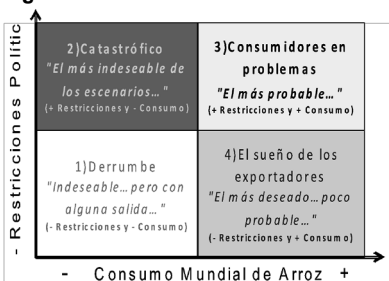 2)Catastrófico
"El más indeseable de
los escenarios..."
(+ Restricciones y - Consumo)
3)Consumidores en
problemas
"El más probable..."
(+ Restricciones y + Consumo)
1)Derrumbe
"Indeseable...pero con
alguna salida..."
(- Restricciones y - Consumo)
4)El sueño de los
exportadores
"El más deseado...poco
probable..."
(- Restricciones y + Consumo)
- Restricciones Polític
- Consumo Mundial de Arroz +